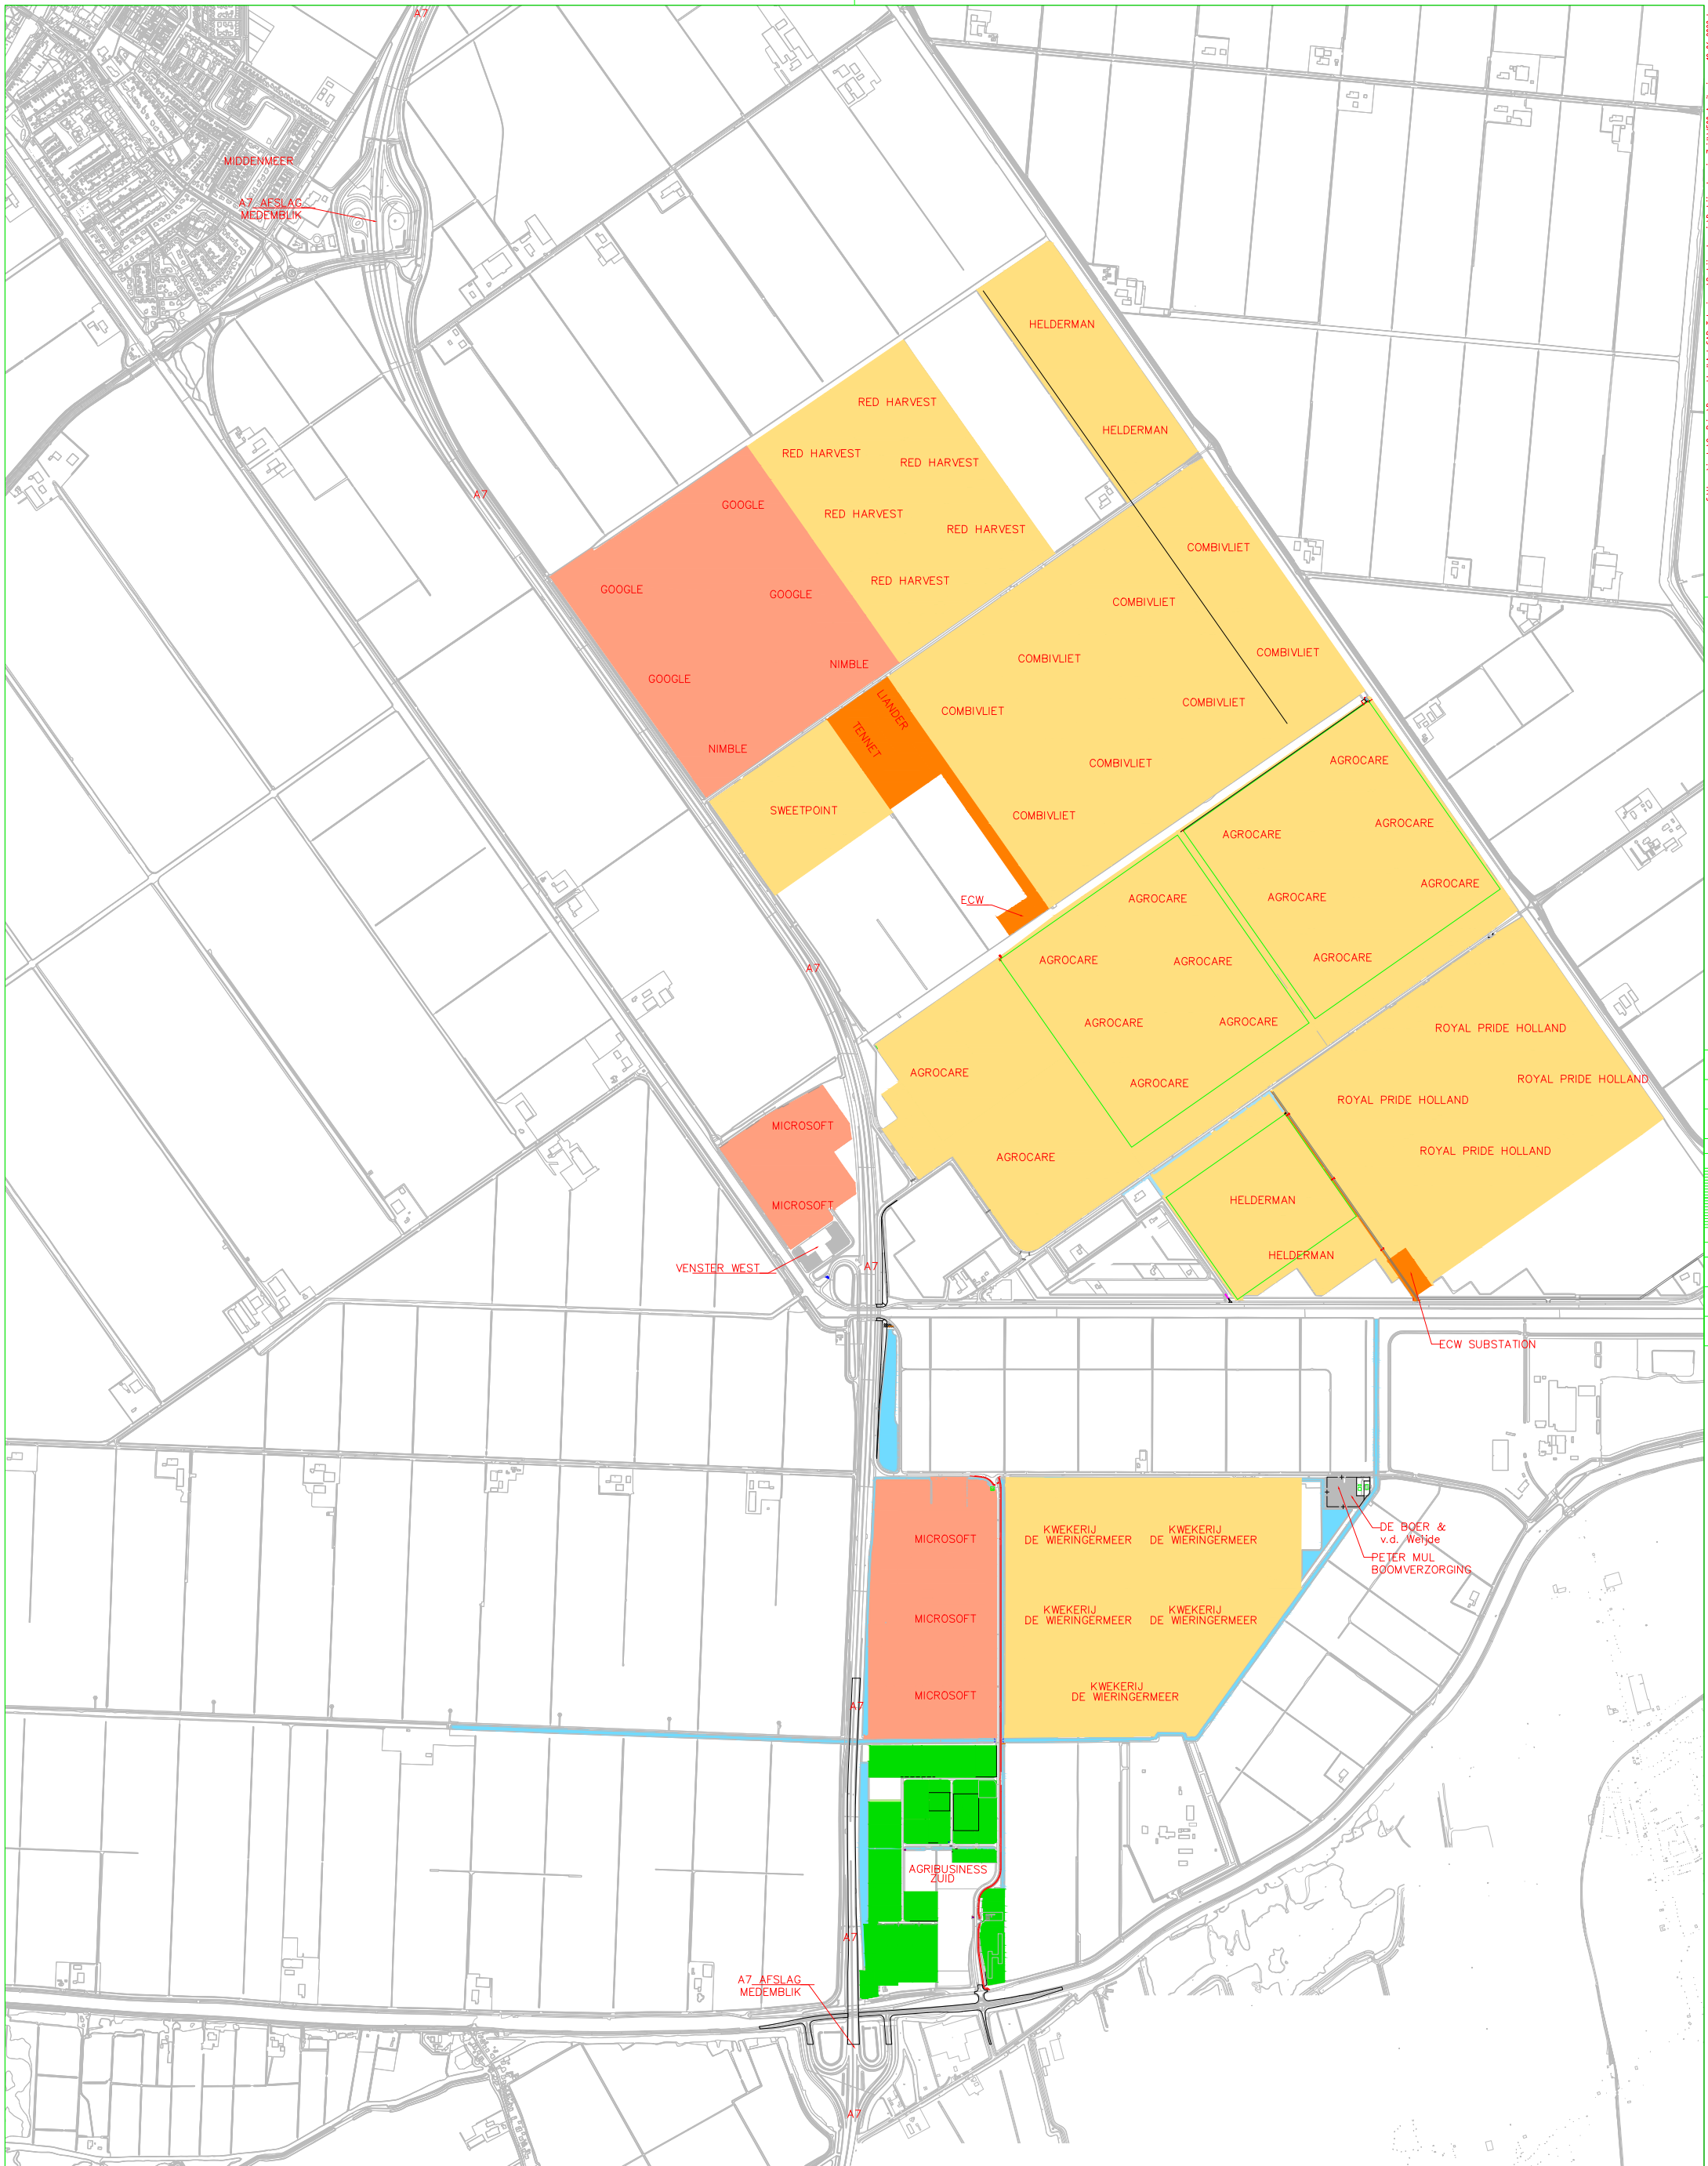 A7
MIDDENMEER
A7 AFSLAG
MEDEMBLIK
HELDERMAN
RED HARVEST
HELDERMAN
RED HARVEST
RED HARVEST
A7
GOOGLE
RED HARVEST
RED HARVEST
COMBIVLIET
RED HARVEST
GOOGLE
GOOGLE
COMBIVLIET
COMBIVLIET
COMBIVLIET
NIMBLE
GOOGLE
LIANDER
COMBIVLIET
COMBIVLIET
TENNET
NIMBLE
COMBIVLIET
AGROCARE
SWEETPOINT
COMBIVLIET
AGROCARE
AGROCARE
AGROCARE
ECW
AGROCARE
AGROCARE
AGROCARE
A7
AGROCARE
AGROCARE
AGROCARE
AGROCARE
ROYAL PRIDE HOLLAND
AGROCARE
AGROCARE
ROYAL PRIDE HOLLAND
ROYAL PRIDE HOLLAND
MICROSOFT
AGROCARE
ROYAL PRIDE HOLLAND
MICROSOFT
HELDERMAN
HELDERMAN
VENSTER WEST
A7
ECW SUBSTATION
MICROSOFT
KWEKERIJ
DE WIERINGERMEER
KWEKERIJ
DE WIERINGERMEER
DE BOER &
v.d. Weijde
PETER MUL
BOOMVERZORGING
MICROSOFT
KWEKERIJ
DE WIERINGERMEER
KWEKERIJ
DE WIERINGERMEER
MICROSOFT
KWEKERIJ
DE WIERINGERMEER
A7
AGRIBUSINESS
ZUID
A7
A7 AFSLAG
MEDEMBLIK
A7